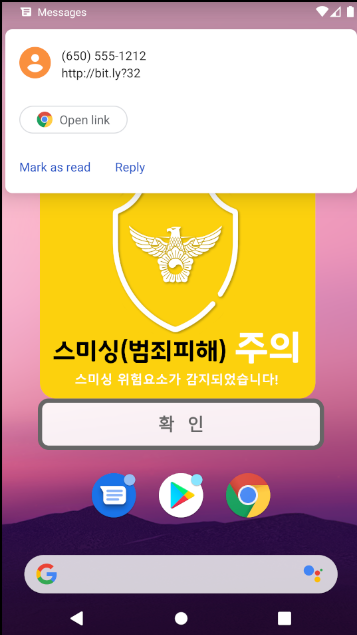 Messages
(650) 555-1212
http://bit.ly?32
Open link
Mark as read Reply
스미싱(범죄피해) 주의
스미싱 위험요소가 감지되었습니다!
확 인